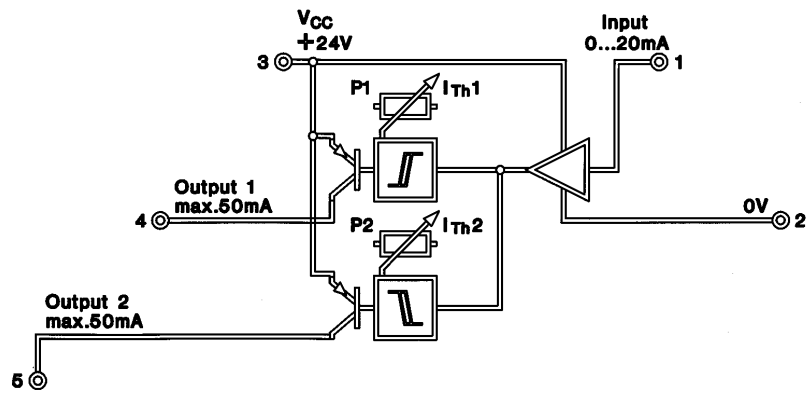 VCC
+24V
3
Input
0...20mA
1
P1
ITh1
Output 1
max.50mA
4
P2
ITh2
0V
2
Output 2
max.50mA
5